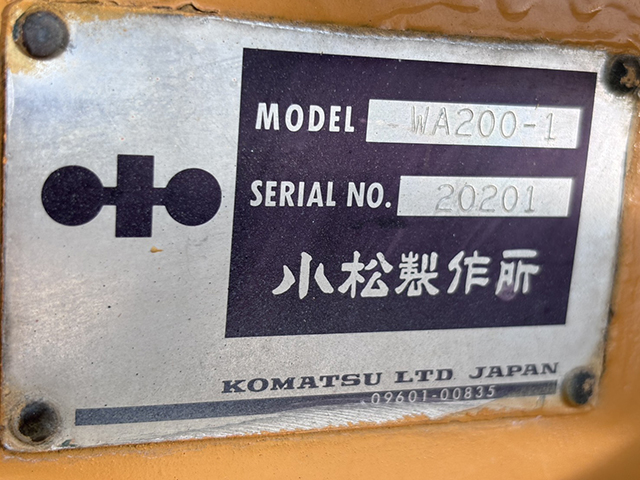 MODEL WA200-1
SERIAL NO. 20201
小松製作所
KOMATSU LTD JAPAN
09601-00835